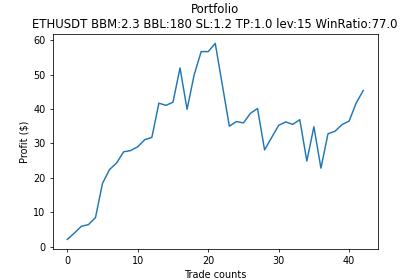 Portfolio
ETHUSDT BBM:2.3 BBL:180 SL:1.2 TP:1.0 lev:15 WinRatio:77.0
60
50
40
30
20
10
0
Profit ($)
0 10 20 30 40
Trade counts